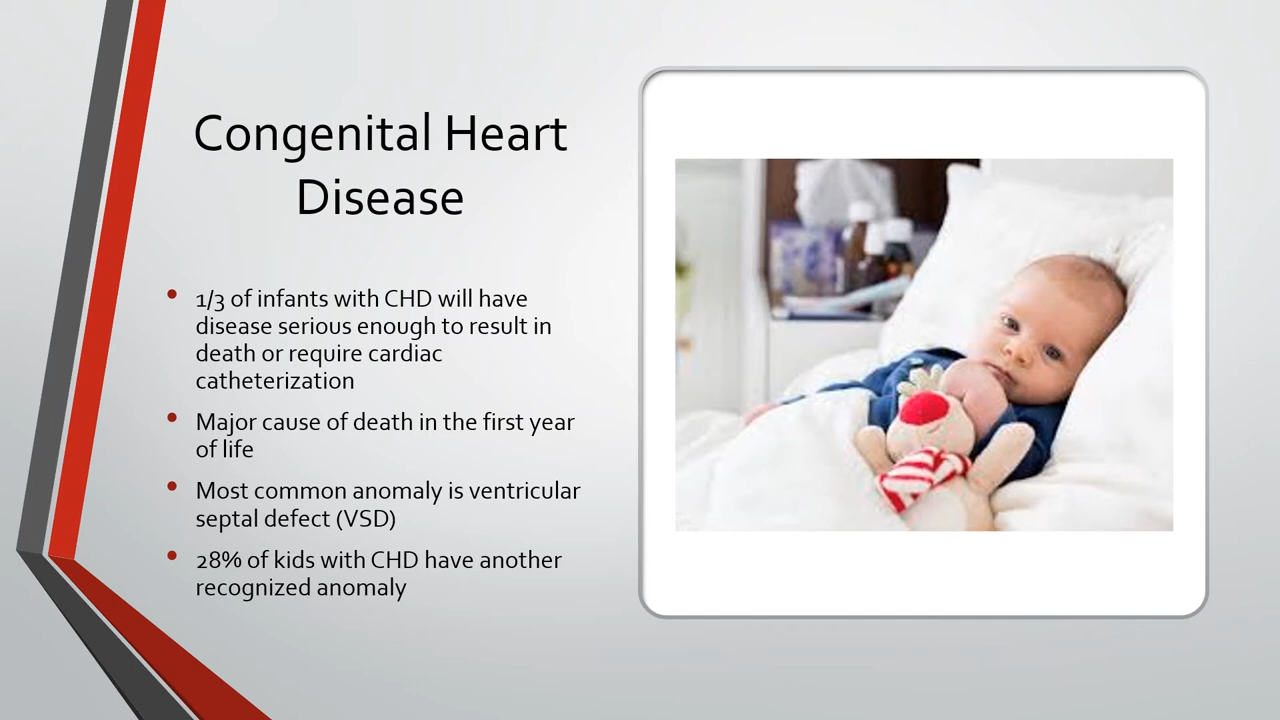 Congenital Heart
Disease
• 1/3 of infants with CHD will have
disease serious enough to result in
death or require cardiac
catheterization
• Major cause of death in the first year
of life
• Most common anomaly is ventricular
septal defect (VSD)
• 28% of kids with CHD have another
recognized anomaly